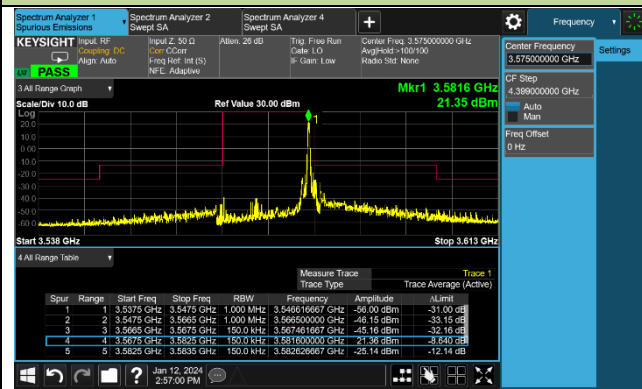 Spectrum Analyzer 1
Spurious Emissions
Spectrum Analyzer 2
Swept SA
Spectrum Analyzer 4
Swept SA
+
Frequency
KEYSIGHT
Input: RF
Coupling: DC
Align: Auto
Input Z: 50 Ω
Corr CCorr
Freq Ref: Int (S)
NFE: Adaptive
Atten: 26 dB
Trig: Free Run
Gate: LO
IF Gain: Low
Center Freq: 3.575000000 GHz
Avg|Hold:>100/100
Radio Std: None
PASS
Center Frequency
3.575000000 GHz
Settings
CF Step
4.399000000 GHz
Auto
Man
Freq Offset
0 Hz
3 All Range Graph
Mkr1 3.5816 GHz
21.35 dBm
Scale/Div 10.0 dB
Ref Value 30.00 dBm
Log
1
20.0
10.0
0.00
-10.0
-20.0
-30.0
-40.0
-50.0
-60.0
Start 3.538 GHz
Stop 3.613 GHz
4 All Range Table
Measure Trace Trace 1
Trace Type Trace Average (Active)
Spur Range Start Freq Stop Freq RBW Frequency Amplitude ΔLimit
1 1 3.5375 GHz 3.5475 GHz 1.000 MHz 3.546616667 GHz -56.00 dBm -31.00 dB
2 2 3.5475 GHz 3.5665 GHz 1.000 MHz 3.566500000 GHz -46.15 dBm -33.15 dB
3 3 3.5665 GHz 3.5675 GHz 150.0 kHz 3.567461667 GHz -45.16 dBm -32.16 dB
4 4 3.5675 GHz 3.5825 GHz 150.0 kHz 3.581600000 GHz 21.36 dBm -8.640 dB
5 5 3.5825 GHz 3.5835 GHz 150.0 kHz 3.582626667 GHz -25.14 dBm -12.14 dB
?
Jan 12, 2024
2:57:00 PM